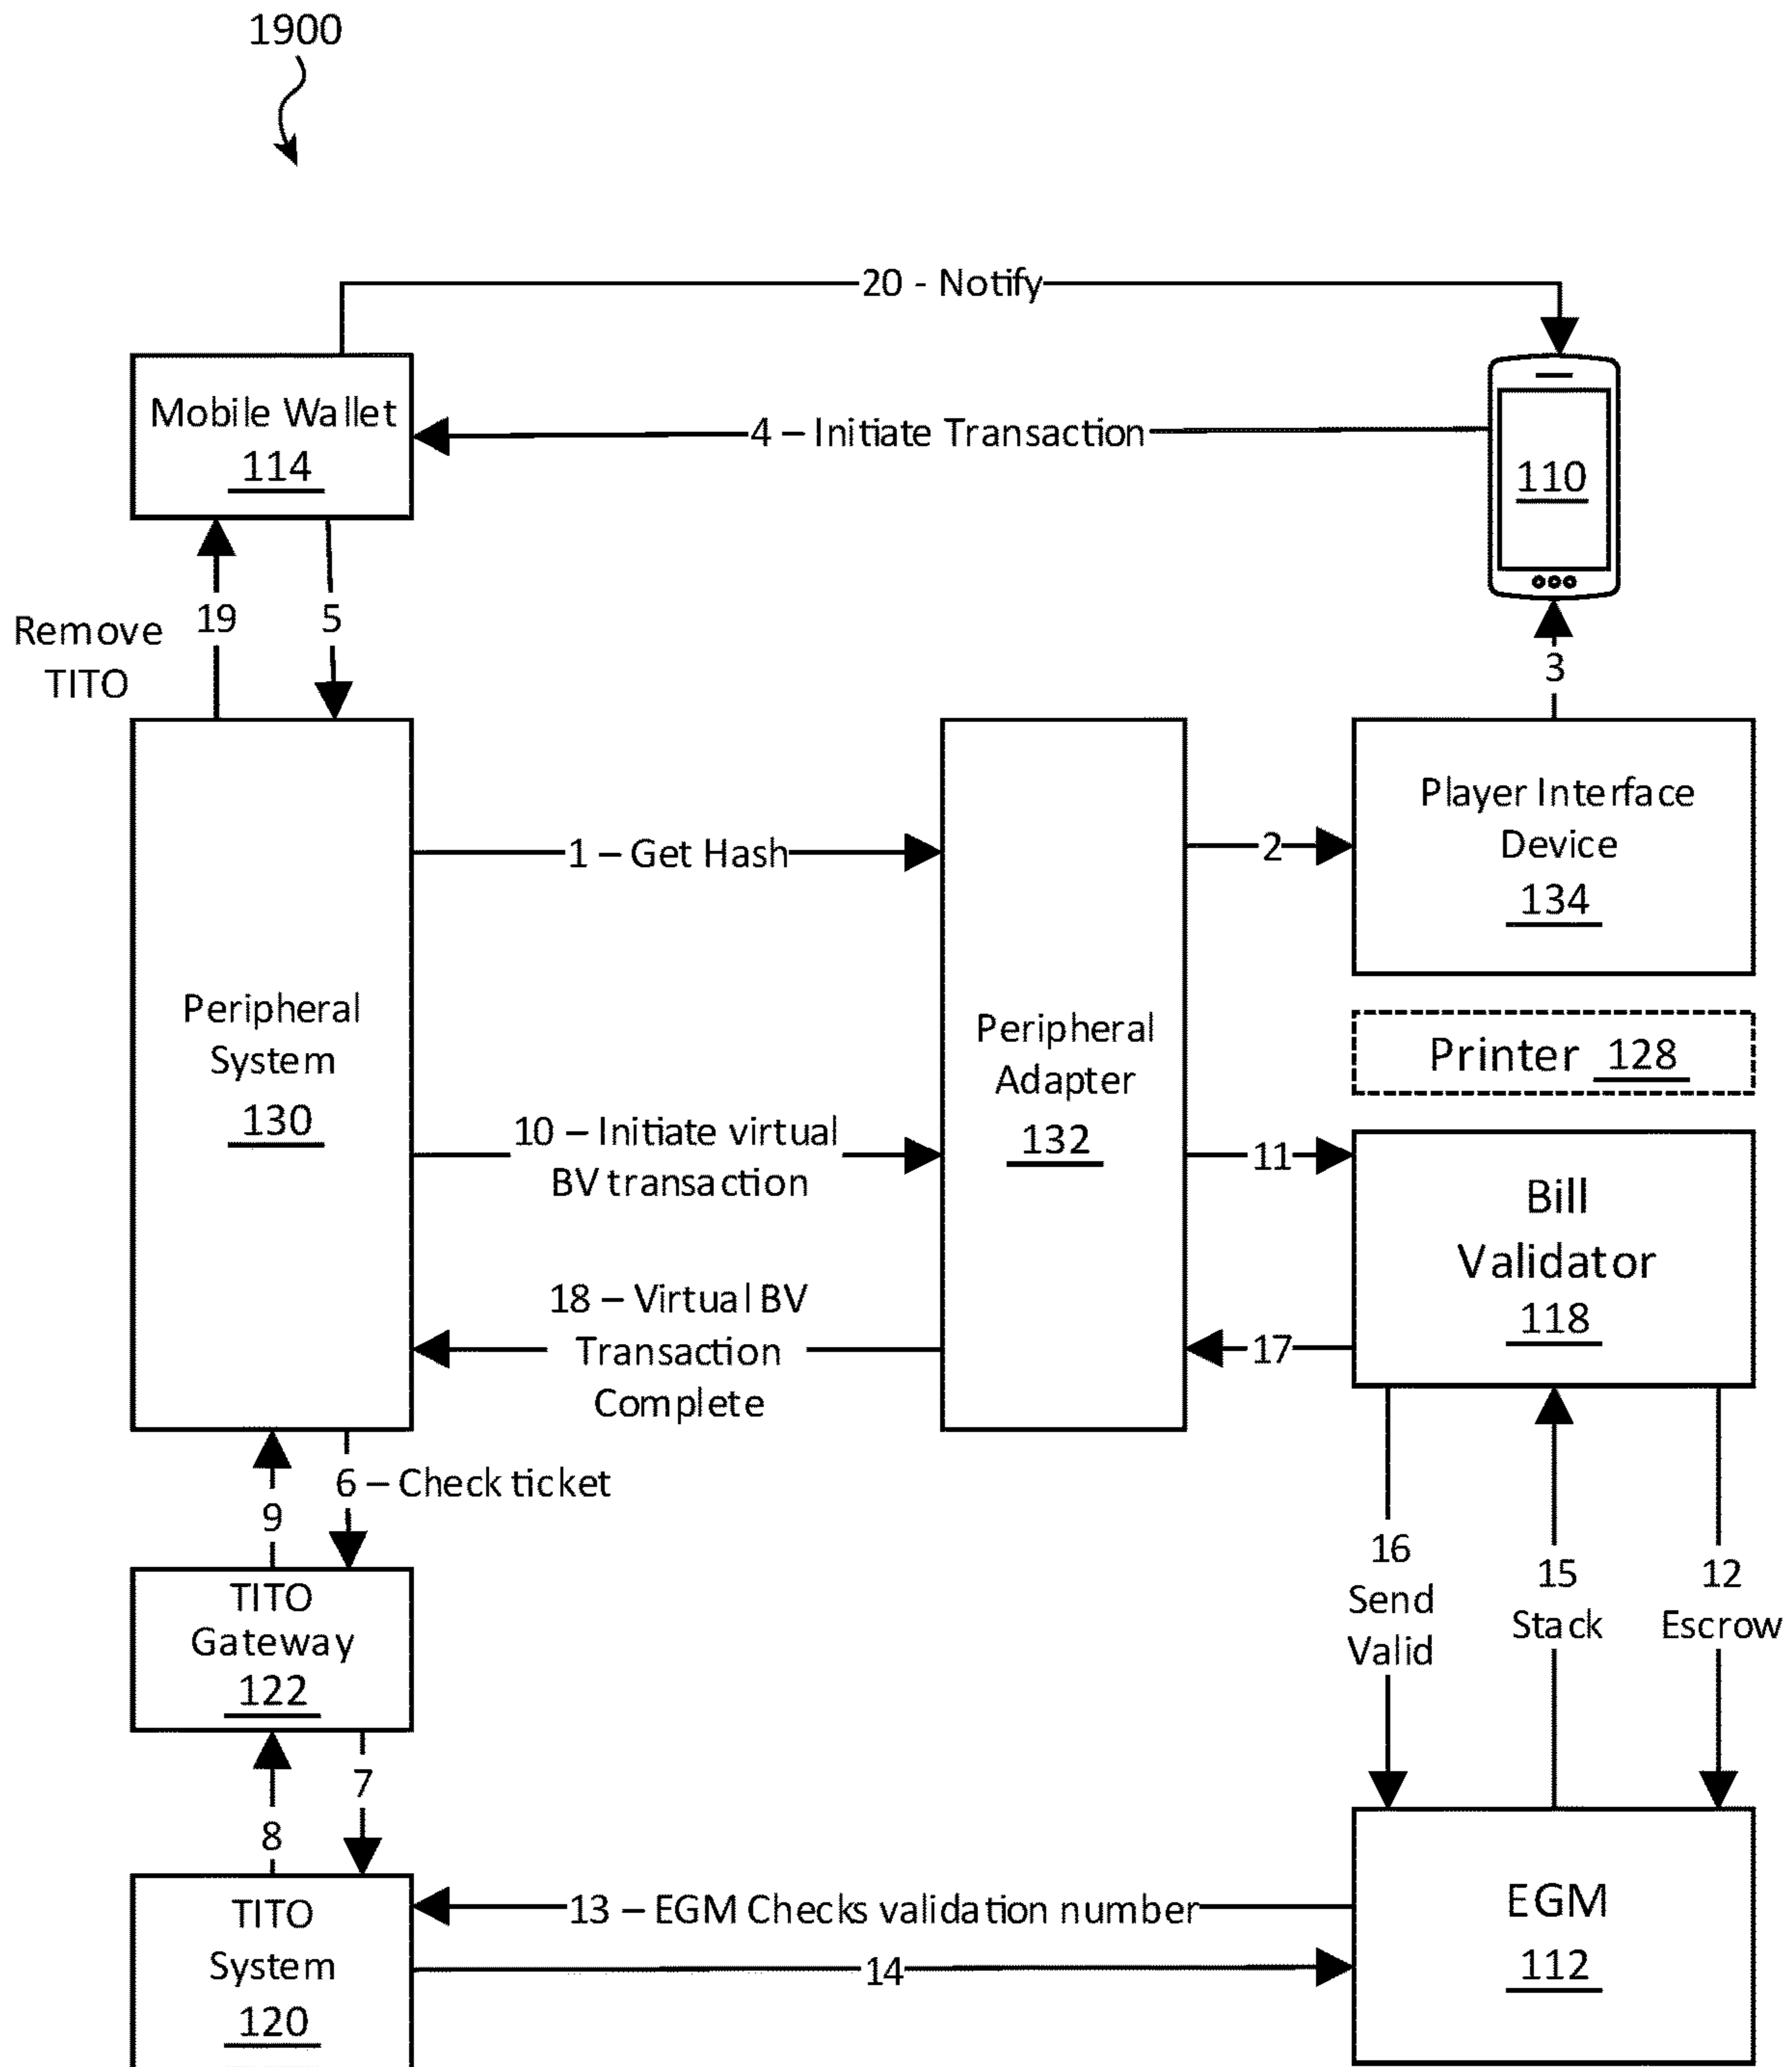 1900
20 - Notify
Mobile Wallet
114
4 – Initiate Transaction
110
Remove
TITO
19
5
3
Peripheral
System
130
1 – Get Hash
Peripheral
Adapter
132
2
Player Interface
Device
134
Printer 128
10 – Initiate virtual
BV transaction
11
Bill
Validator
118
18 – Virtual BV
Transaction
Complete
17
6 – Check ticket
9
TITO
Gateway
122
16
Send
Valid
15
Stack
12
Escrow
7
8
TITO
System
120
13 – EGM Checks validation number
14
EGM
112